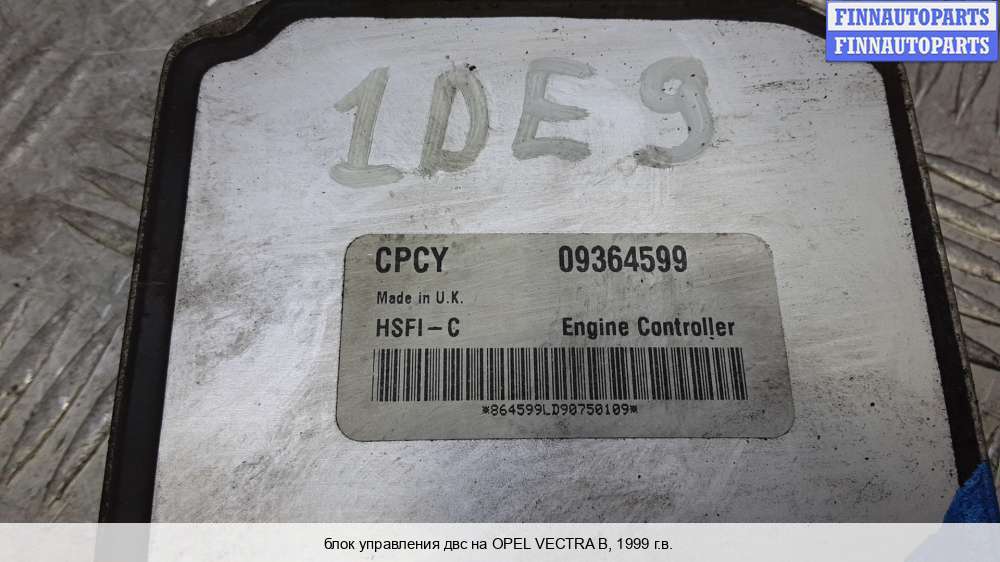 FINNAUTOPARTS
FINNAUTOPARTS
1DE9
CPCY 09364599
Made in U.K.
HSFI-C Engine Controller
*864599LD90750109*
блок управления двс на OPEL VECTRA B, 1999 г.в.